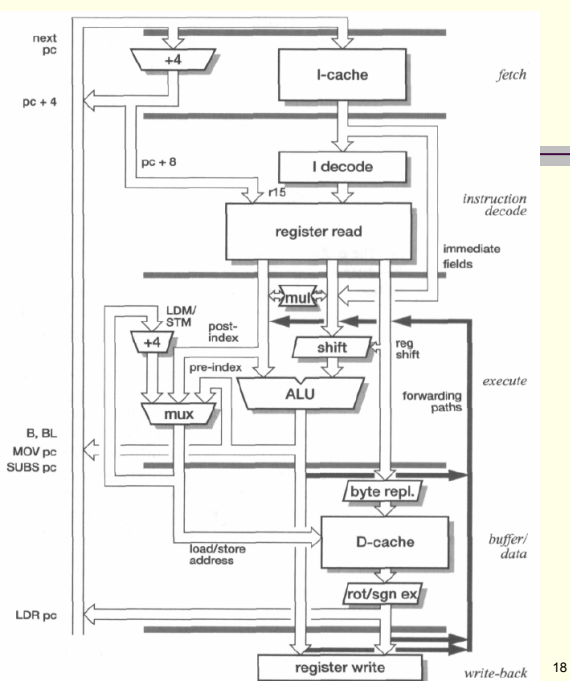 next
pc
+4
I-cache
fetch
pc + 4
pc + 8
I decode
r15
instruction
decode
register read
immediate
fields
mul
LDM/
STM
post-
index
+4
shift
reg
shift
pre-index
ALU
execute
forwarding
paths
mux
B, BL
MOV pc
SUBS pc
byte repl.
D-cache
buffer/
data
load/store
address
rot/sgn ex
LDR pc
register write
write-back
18